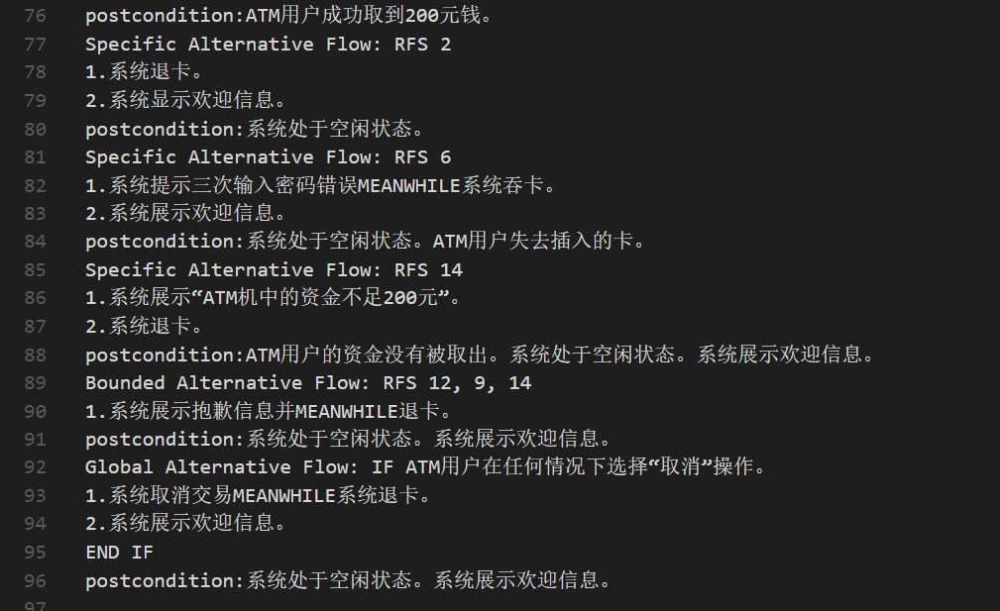 76 postcondition:ATM用户成功取到200元钱。
77 Specific Alternative Flow: RFS 2
78 1.系统退卡。
79 2.系统显示欢迎信息。
80 postcondition:系统处于空闲状态。
81 Specific Alternative Flow: RFS 6
82 1.系统提示三次输入密码错误MEANWHILE系统吞卡。
83 2.系统展示欢迎信息。
84 postcondition:系统处于空闲状态。ATM用户失去插入的卡。
85 Specific Alternative Flow: RFS 14
86 1.系统展示“ATM机中的资金不足200元”。
87 2.系统退卡。
88 postcondition:ATM用户的资金没有被取出。系统处于空闲状态。系统展示欢迎信息。
89 Bounded Alternative Flow: RFS 12, 9, 14
90 1.系统展示抱歉信息并MEANWHILE退卡。
91 postcondition:系统处于空闲状态。系统展示欢迎信息。
92 Global Alternative Flow: IF ATM用户在任何情况下选择“取消”操作。
93 1.系统取消交易MEANWHILE系统退卡。
94 2.系统展示欢迎信息。
95 END IF
96 postcondition:系统处于空闲状态。系统展示欢迎信息。
97